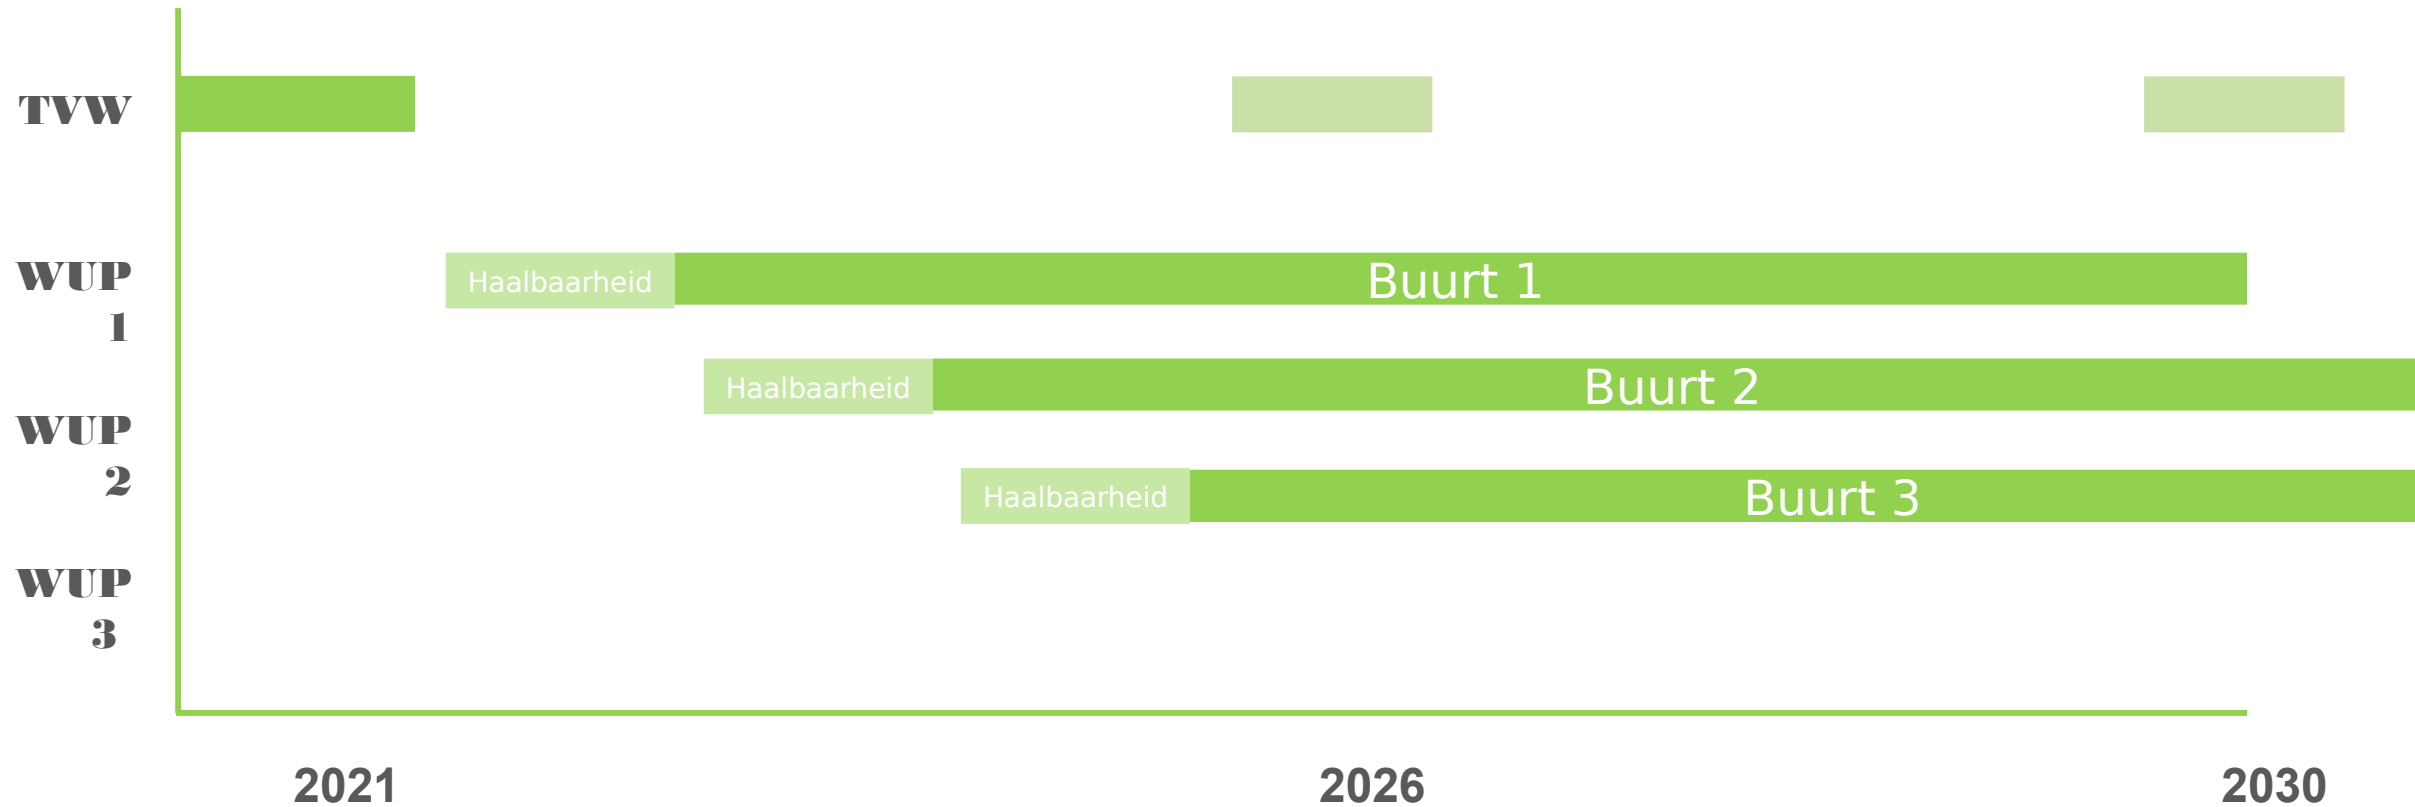 TVW
WUP
1
Haalbaarheid
Buurt 1
WUP
2
Haalbaarheid
Buurt 2
WUP
3
Haalbaarheid
Buurt 3
2021
2026
2030